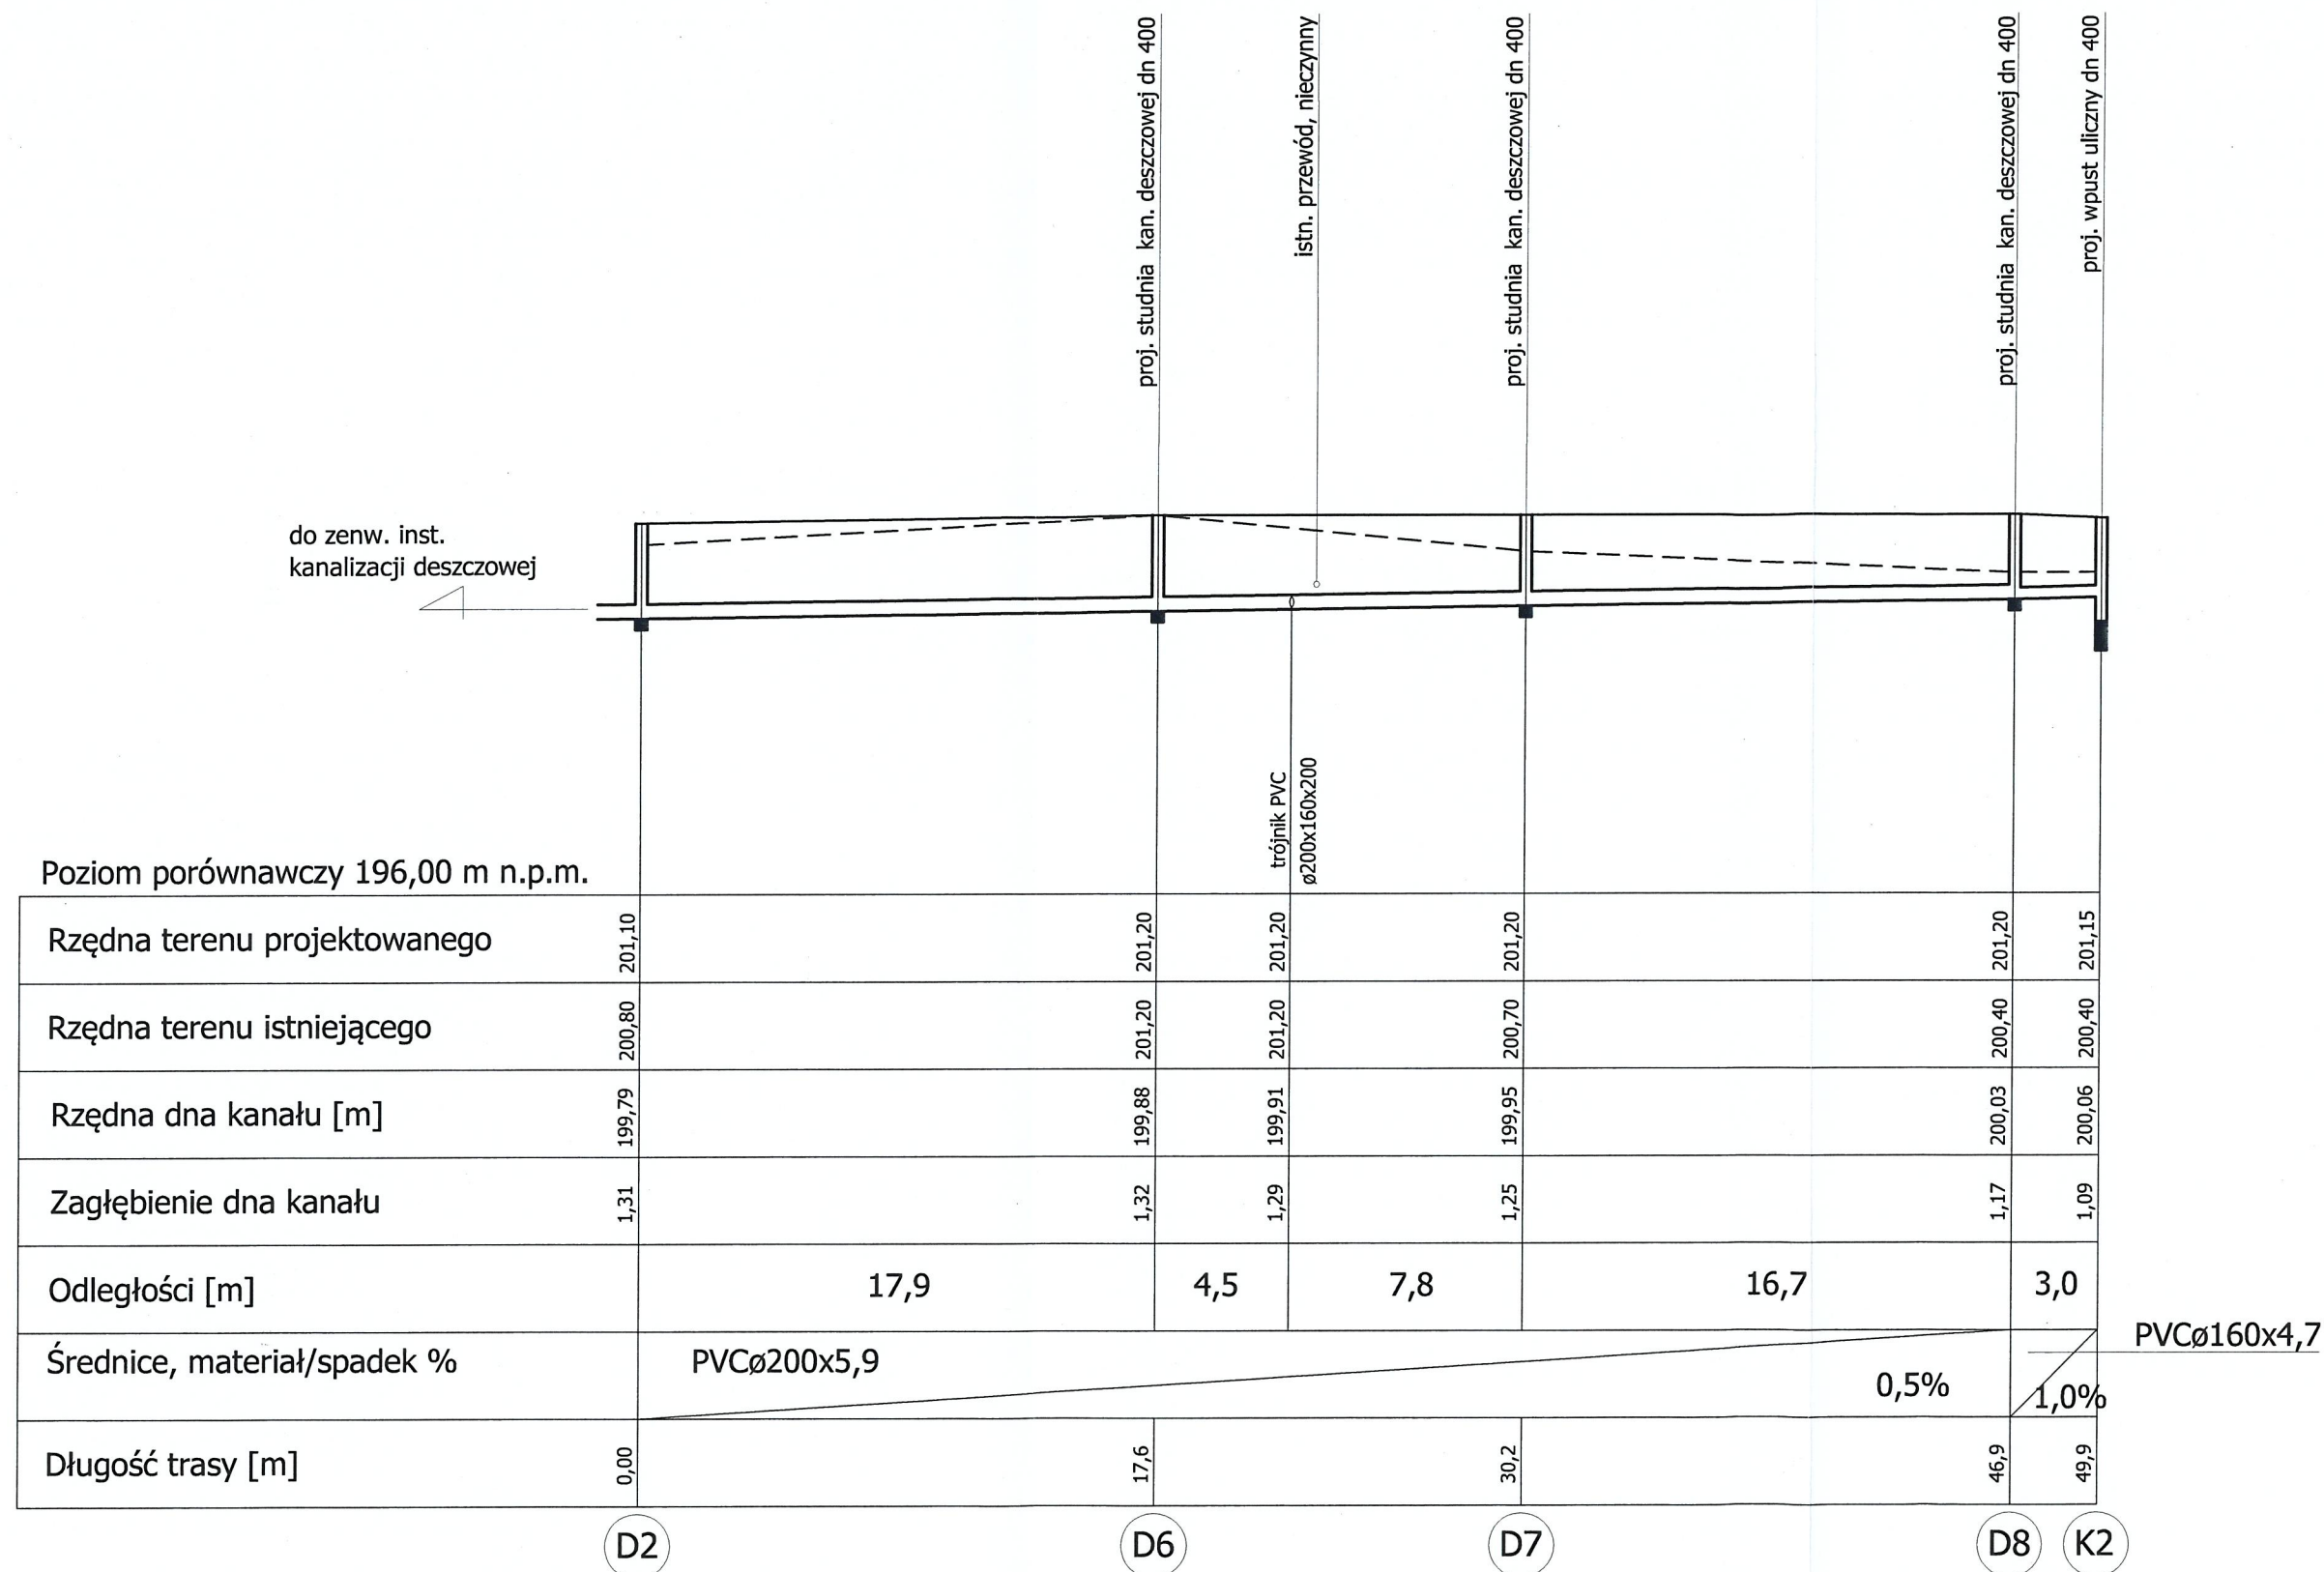 proj. studnia kan. deszczowej dn 400
istn. przewód, nieczynny
proj. studnia kan. deszczowej dn 400
proj. studnia kan. deszczowej dn 400
proj. wpust uliczny dn 400
do zenw. inst.
kanalizacji deszczowej
trójnik PVC
ø200x160x200
Poziom porównawczy 196,00 m n.p.m.
Rzędna terenu projektowanego 201,10 201,20 201,20 201,20 201,20 201,15
Rzędna terenu istniejącego 200,80 201,20 201,20 200,70 200,40 200,40
Rzędna dna kanału [m] 199,79 199,88 199,91 199,95 200,03 200,06
Zagłębienie dna kanału 1,31 1,32 1,29 1,25 1,17 1,09
Odległości [m] 17,9 4,5 7,8 16,7 3,0
Średnice, materiał/spadek % PVCø200x5,9 0,5% 1,0% PVCø160x4,7
Długość trasy [m] 0,00 17,6 30,2 46,9 49,9
D2 D6 D7 D8 K2